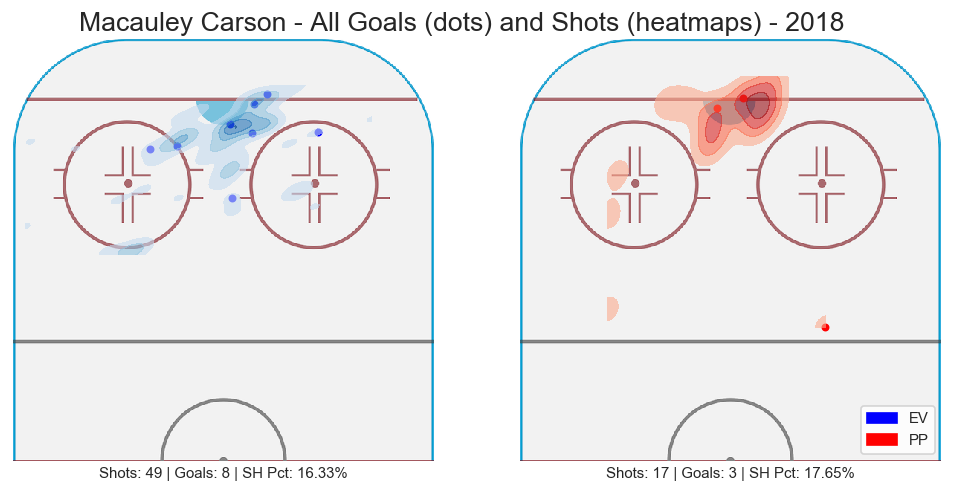 Macauley Carson - All Goals (dots) and Shots (heatmaps) - 2018
EV
PP
Shots: 49 | Goals: 8 | SH Pct: 16.33%
Shots: 17 | Goals: 3 | SH Pct: 17.65%